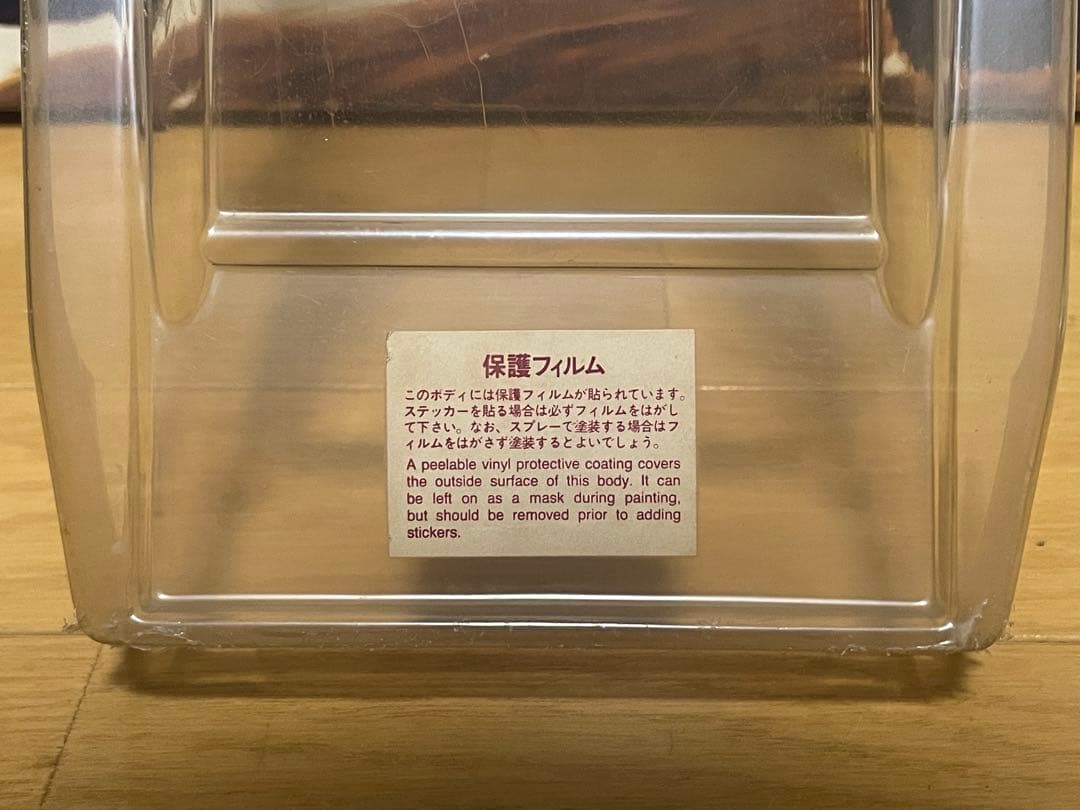 保護フィルム
このボディには保護フィルムが貼られています。
ステッカーを貼る場合は必ずフィルムをはがし
て下さい。なお、スプレーで塗装する場合はフ
ィルムをはがさず塗装するとよいでしょう。
A peelable vinyl protective coating covers
the outside surface of this body. It can
be left on as a mask during painting,
but should be removed prior to adding
stickers.